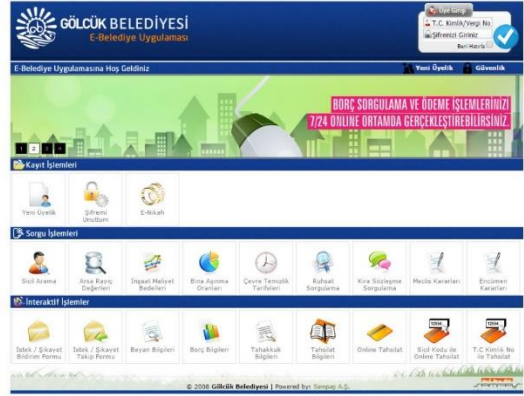 GÖLCÜK BELEDİYESİ
E-Belediye Uygulaması
Üye Girişi
T.C. Kimlik/Vergi No
Şifrenizi Giriniz
Beni Hatırla
E-Belediye Uygulamasına Hoş Geldiniz
Yeni Üyelik
Güvenlik
BORÇ SORGULAMA VE ÖDEME İŞLEMLERİNİZİ
7/24 ONLINE ORTAMDA GERÇEKLEŞTİREBİLİRSİNİZ.
1 2 3 4
Kayıt İşlemleri
Yeni Üyelik
Şifremi
Unuttum
E-Nikah
Sorgu İşlemleri
Sicil Arama
Arsa Rayiç
Değerleri
İnşaat Maliyet
Bedelleri
Bina Aşınma
Oranları
Çevre Temizlik
Tarifeleri
Ruhsat
Sorgulama
Kira Sözleşme
Sorgulama
Meclis Kararları
Encümen
Kararları
İnteraktif İşlemler
İstek / Şikayet
Bildirim Formu
İstek / Şikayet
Takip Formu
Beyan Bilgileri
Borç Bilgileri
Tahakkuk
Bilgileri
Tahsilat
Bilgileri
Online Tahsilat
Sicil Kodu ile
Online Tahsilat
T.C Kimlik No
ile Tahsilat
© 2008 Gölcük Belediyesi | Powered by: Sampaş A.Ş.